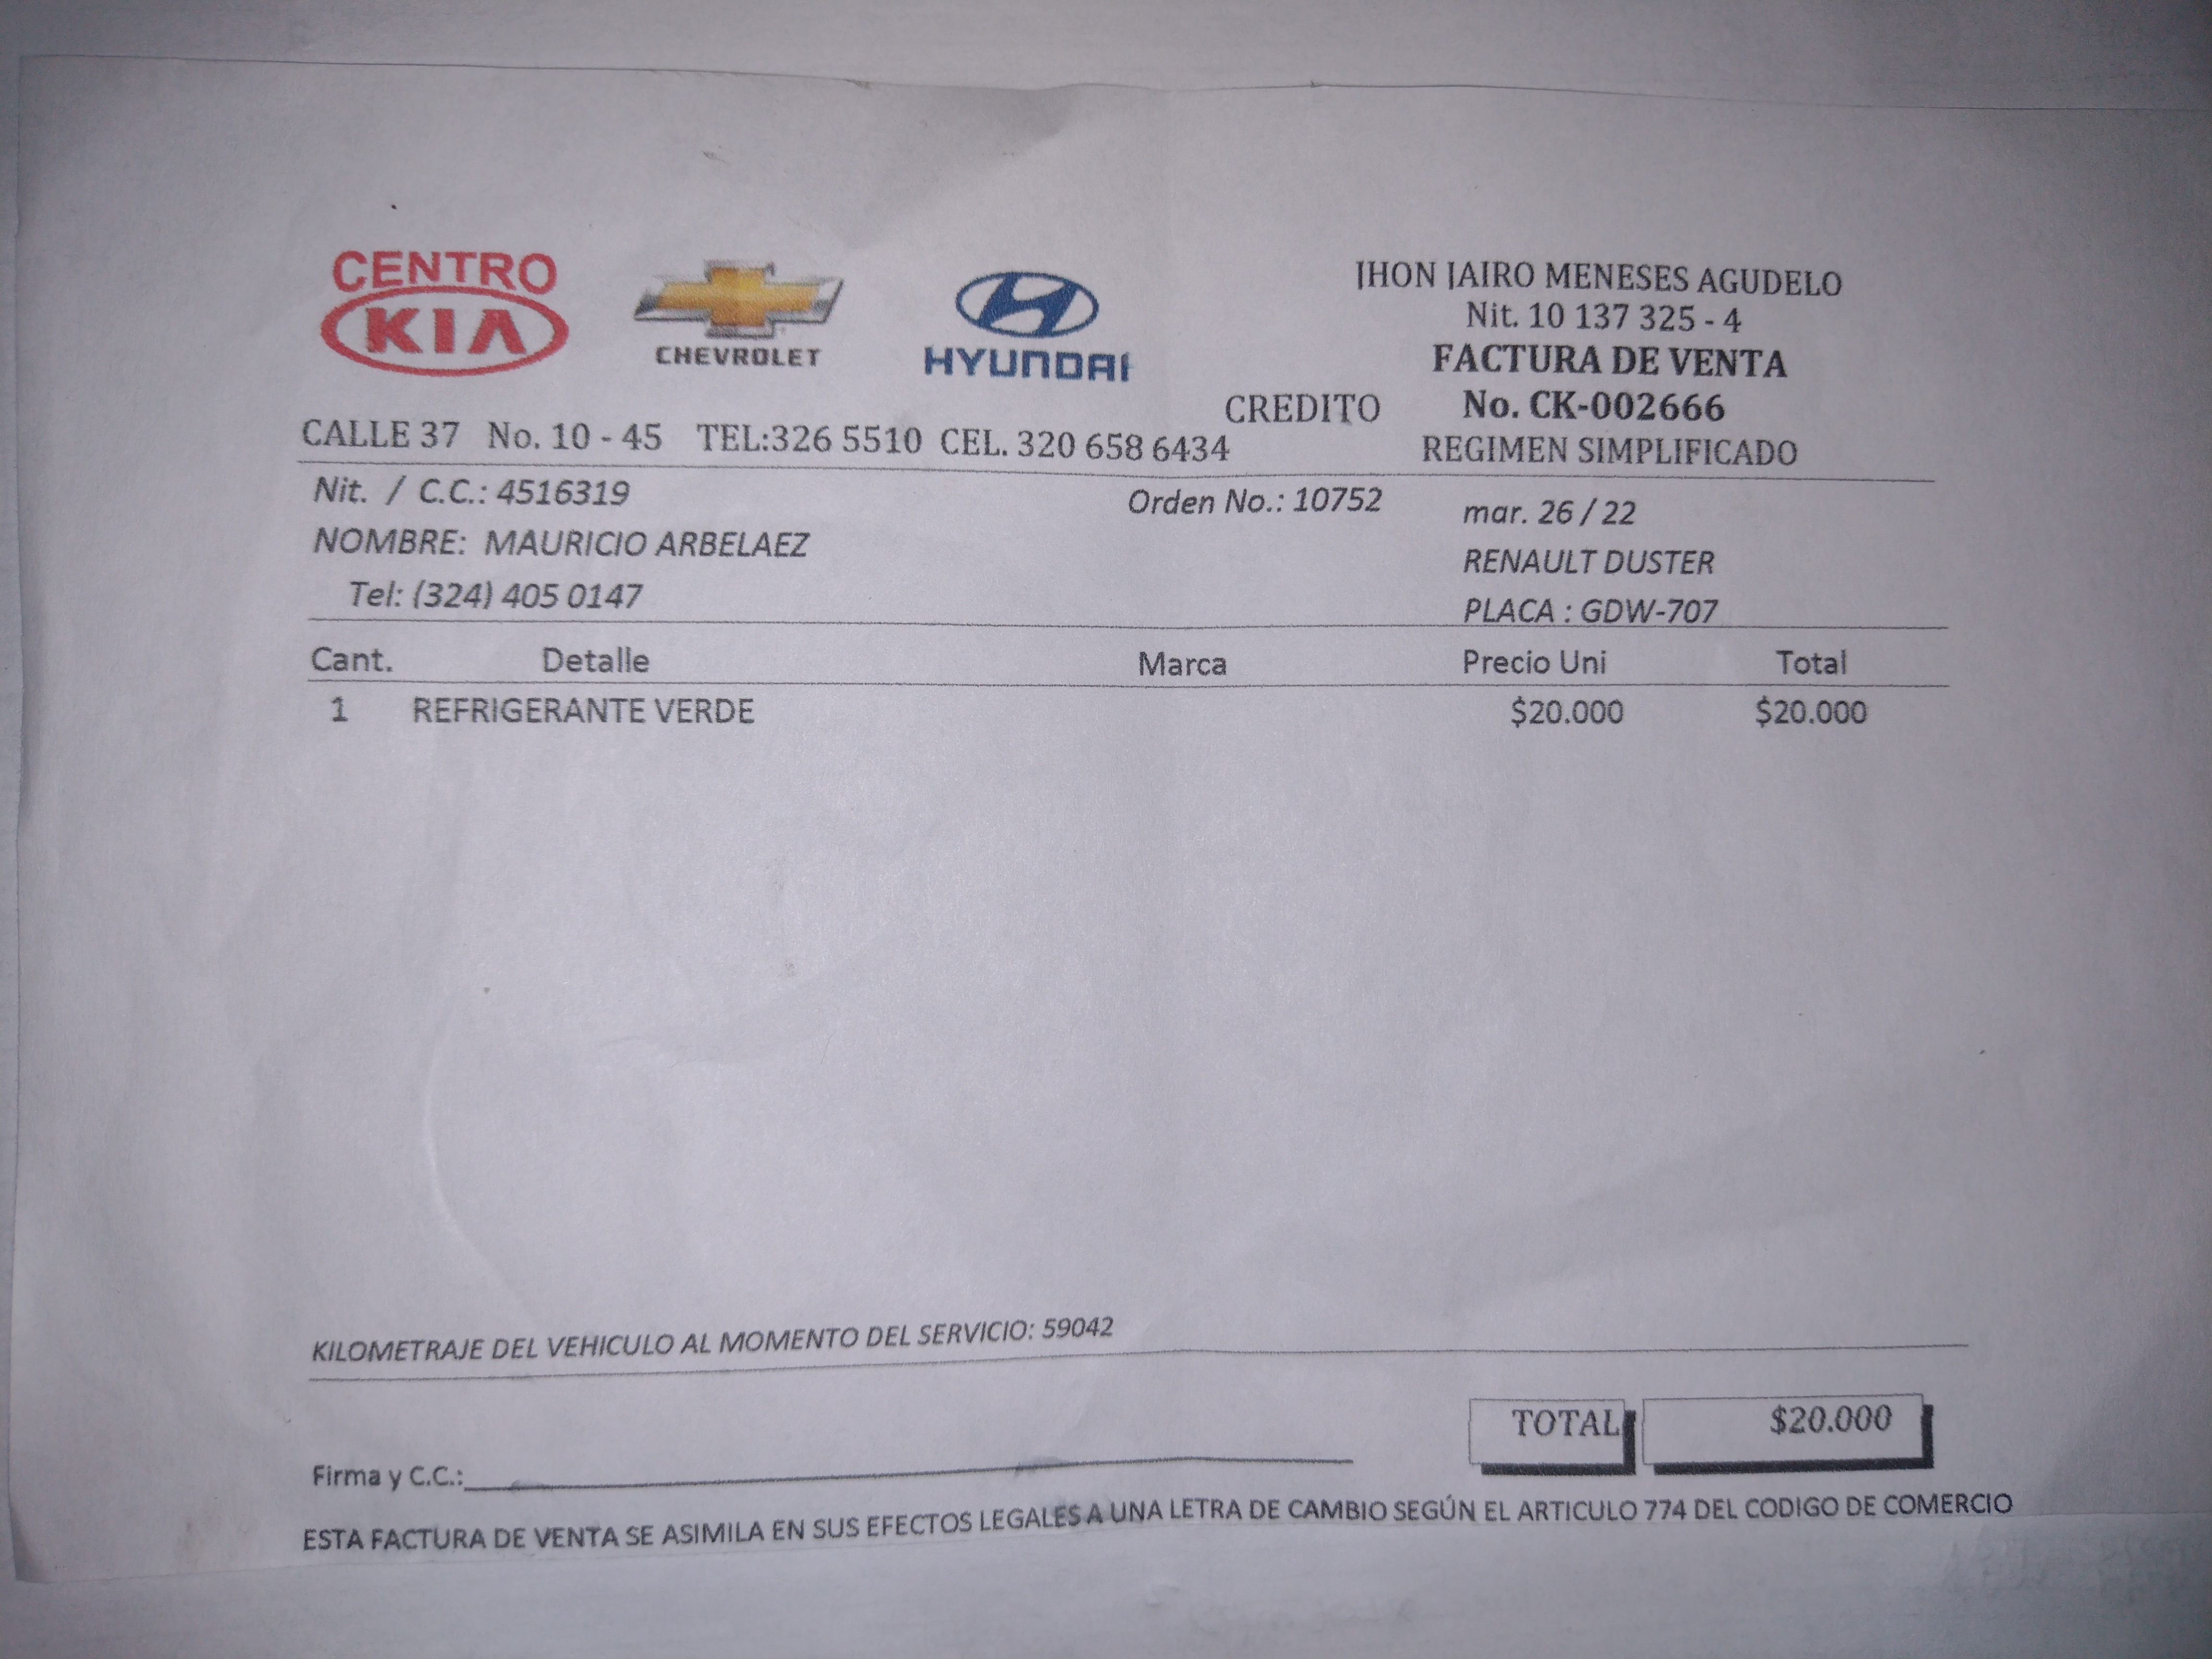 CENTRO
KIA
CHEVROLET
HYUNDAI
JHON JAIRO MENESES AGUDELO
Nit. 10 137 325 - 4
FACTURA DE VENTA
CREDITO No. CK-002666
CALLE 37 No. 10 - 45 TEL:326 5510 CEL. 320 658 6434 REGIMEN SIMPLIFICADO
Nit. / C.C.: 4516319 Orden No.: 10752 mar. 26 / 22
NOMBRE: MAURICIO ARBELAEZ RENAULT DUSTER
Tel: (324) 405 0147 PLACA : GDW-707
Cant. Detalle Marca Precio Uni Total
1 REFRIGERANTE VERDE $20.000 $20.000
KILOMETRAJE DEL VEHICULO AL MOMENTO DEL SERVICIO: 59042
TOTAL $20.000
Firma y C.C.:
ESTA FACTURA DE VENTA SE ASIMILA EN SUS EFECTOS LEGALES A UNA LETRA DE CAMBIO SEGÚN EL ARTICULO 774 DEL CODIGO DE COMERCIO